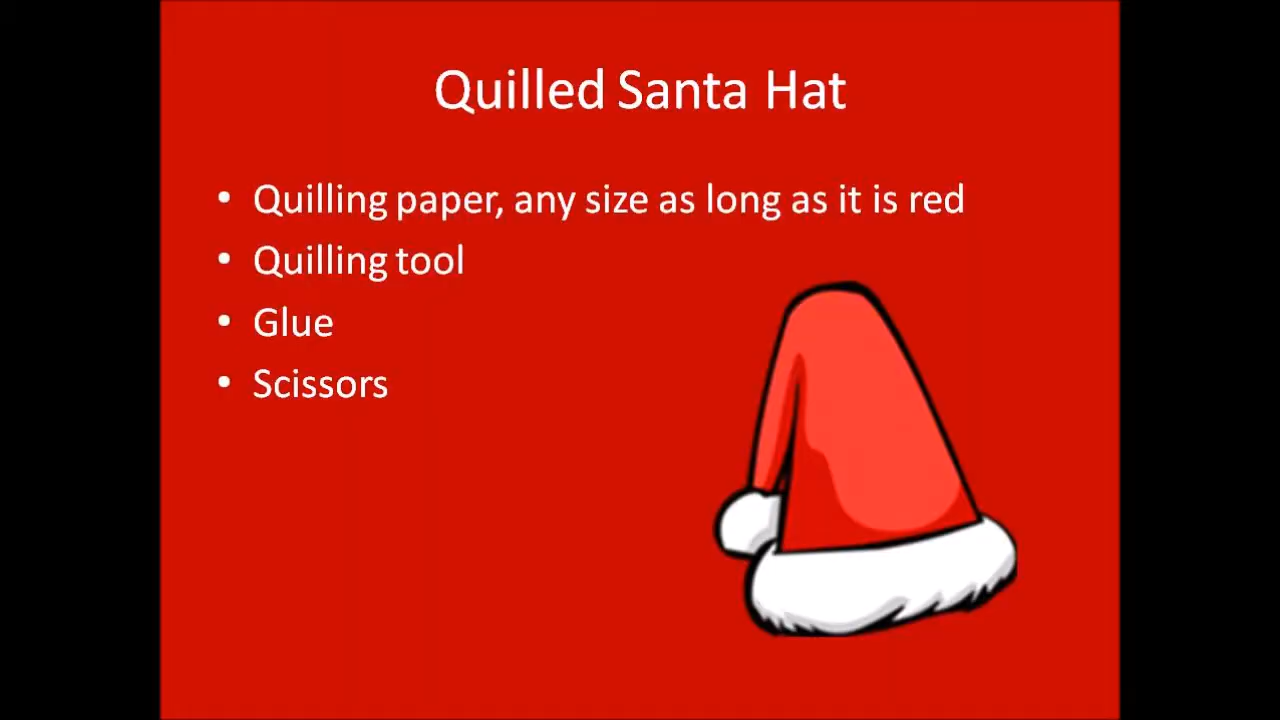 Quilled Santa Hat
• Quilling paper, any size as long as it is red
• Quilling tool
• Glue
• Scissors